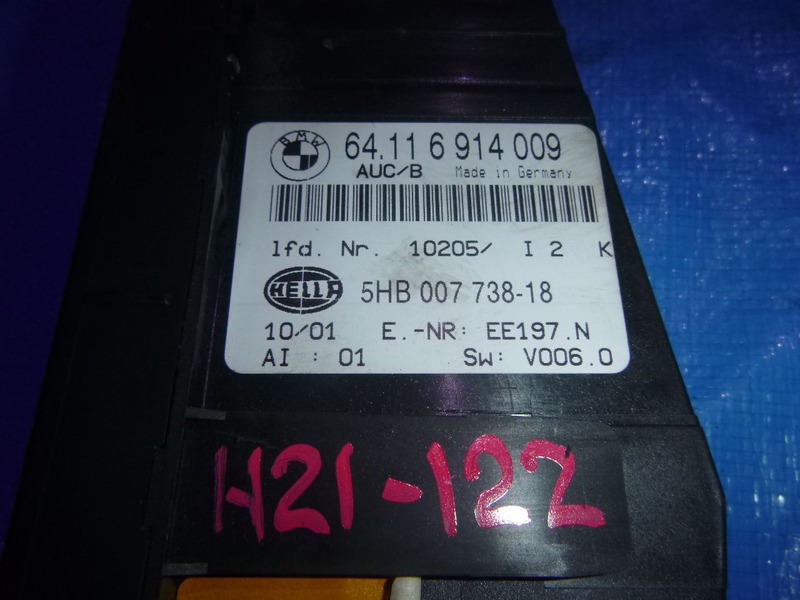 BMW
64.11 6 914 009
AUC/B Made in Germany
lfd. Nr. 10205/ I 2 K
HELLA 5HB 007 738-18
10/01 E.-NR: EE197.N
AI : 01 SW: V006.0
H21-122